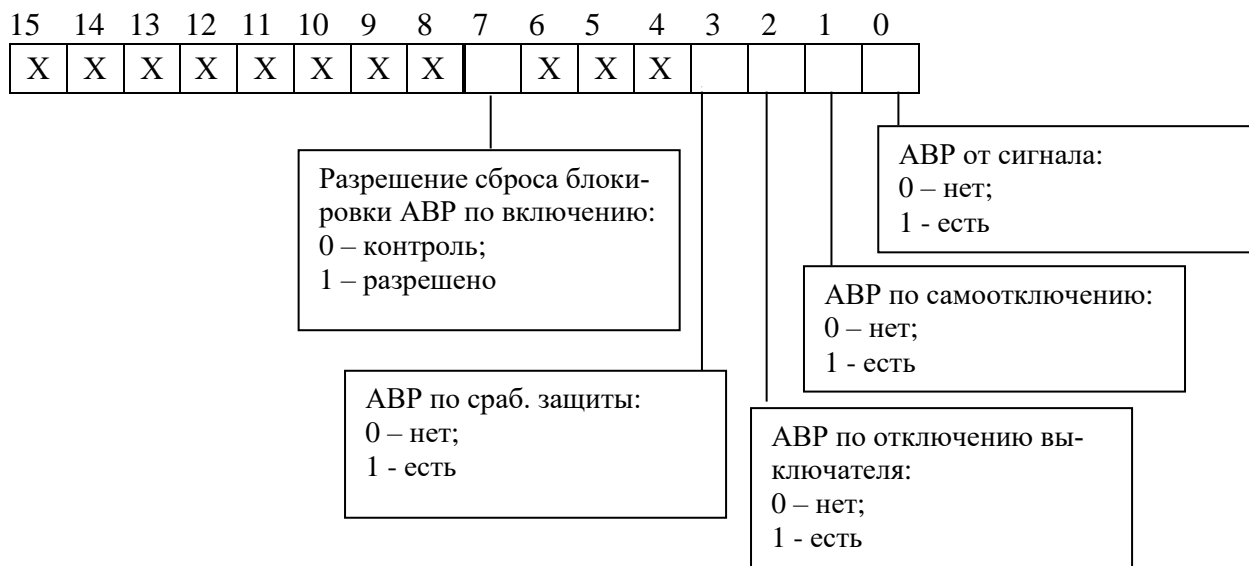 15 14 13 12 11 10 9 8 7 6 5 4 3 2 1 0
X X X X X X X X X X X
АВР от сигнала:
0 – нет;
1 - есть
Разрешение сброса блоки-
ровки АВР по включению:
0 – контроль;
1 – разрешено
АВР по самоотключению:
0 – нет;
1 - есть
АВР по сраб. защиты:
0 – нет;
1 - есть
АВР по отключению вы-
ключателя:
0 – нет;
1 - есть